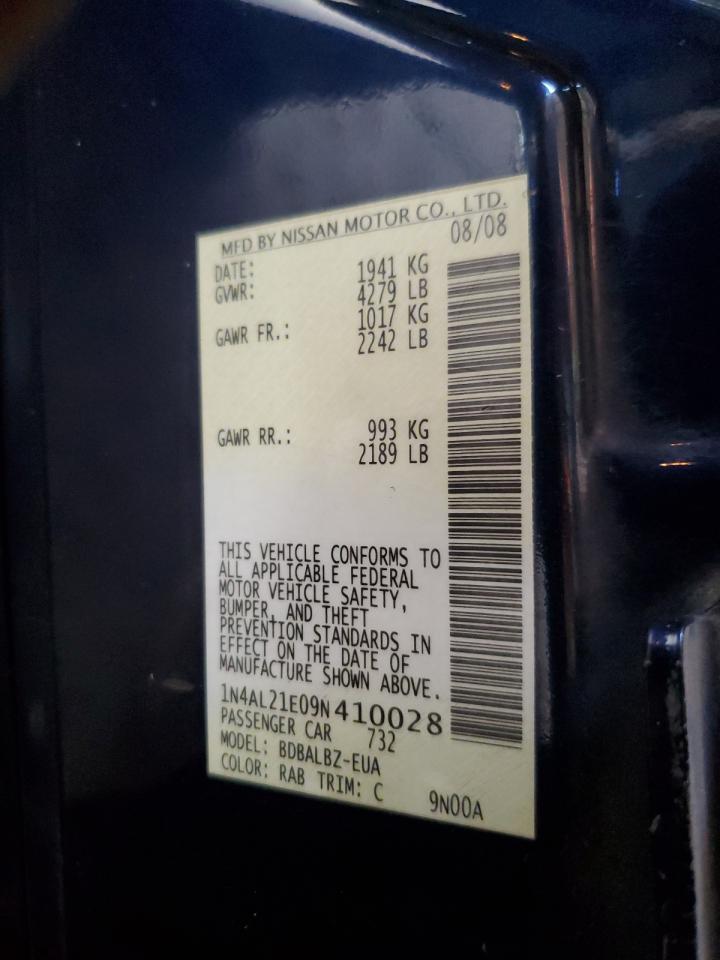 MFD BY NISSAN MOTOR CO., LTD.
DATE: 08/08
GVWR: 1941 KG
4279 LB
GAWR FR.: 1017 KG
2242 LB
GAWR RR.: 993 KG
2189 LB
THIS VEHICLE CONFORMS TO
ALL APPLICABLE FEDERAL
MOTOR VEHICLE SAFETY,
BUMPER, AND THEFT
PREVENTION STANDARDS IN
EFFECT ON THE DATE OF
MANUFACTURE SHOWN ABOVE.
1N4AL21E09N410028
PASSENGER CAR 732
MODEL: BDBALBZ-EUA
COLOR: RAB TRIM: C 9N00A